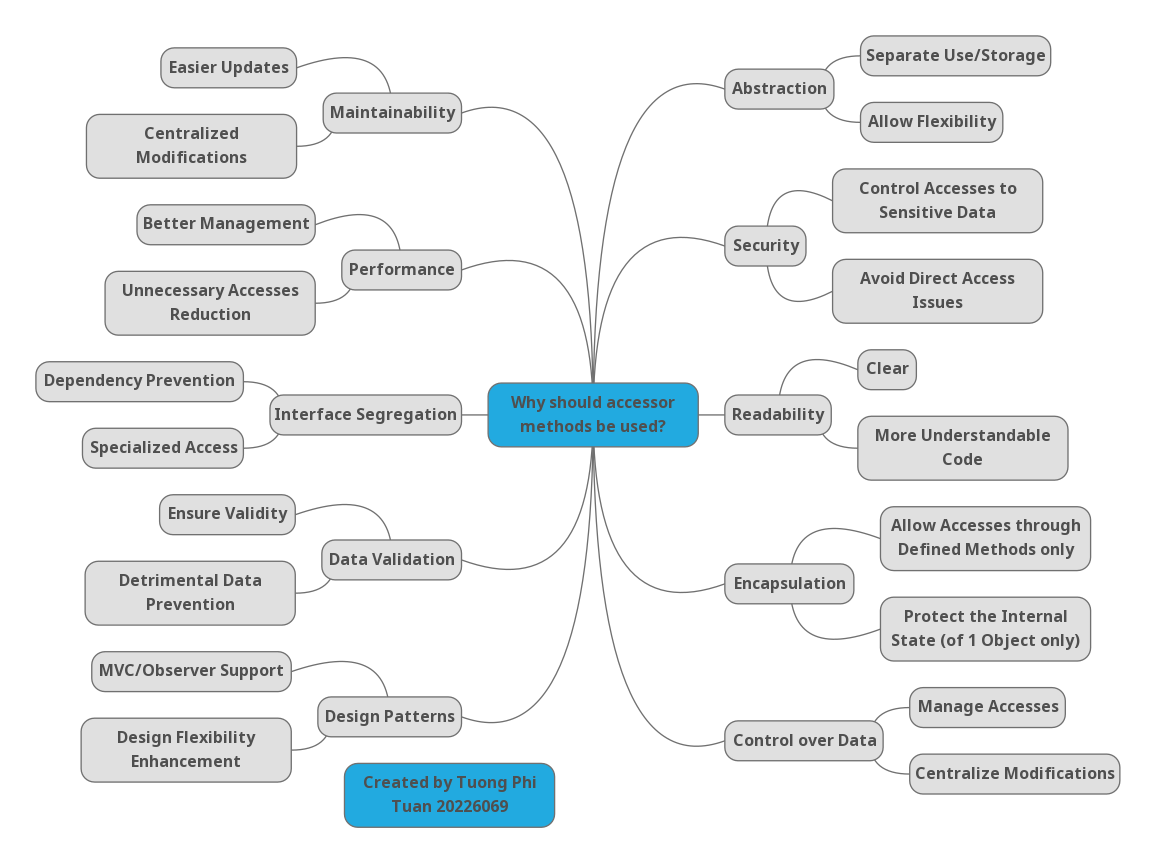 Why should accessor
methods be used?
Maintainability
Easier Updates
Centralized
Modifications
Performance
Better Management
Unnecessary Accesses
Reduction
Interface Segregation
Dependency Prevention
Specialized Access
Data Validation
Ensure Validity
Detrimental Data
Prevention
Design Patterns
MVC/Observer Support
Design Flexibility
Enhancement
Abstraction
Separate Use/Storage
Allow Flexibility
Security
Control Accesses to
Sensitive Data
Avoid Direct Access
Issues
Readability
Clear
More Understandable
Code
Encapsulation
Allow Accesses through
Defined Methods only
Protect the Internal
State (of 1 Object only)
Control over Data
Manage Accesses
Centralize Modifications
Created by Tuong Phi
Tuan 20226069